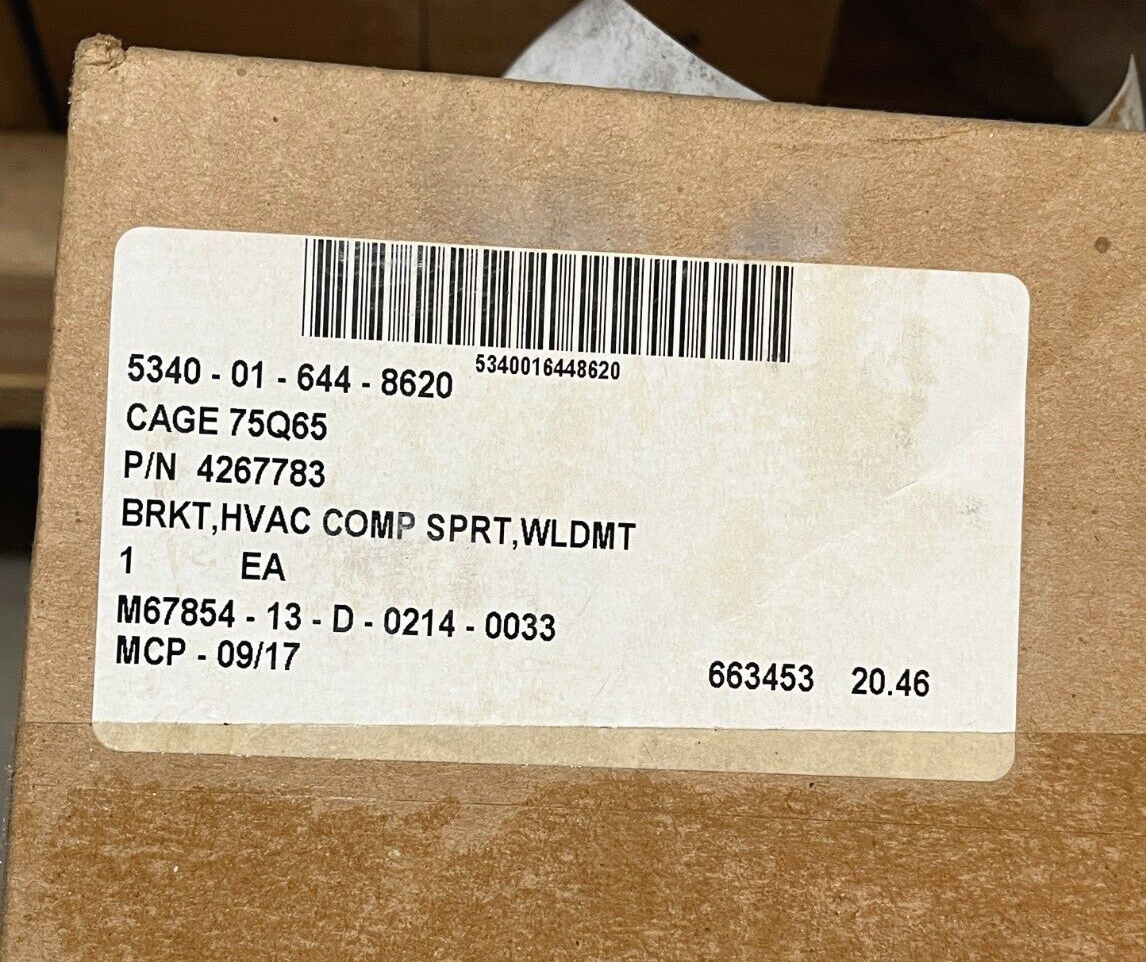 5340016448620
5340 - 01 - 644 - 8620
CAGE 75Q65
P/N 4267783
BRKT,HVAC COMP SPRT,WLDMT
1 EA
M67854 - 13 - D - 0214 - 0033
MCP - 09/17
663453 20.46